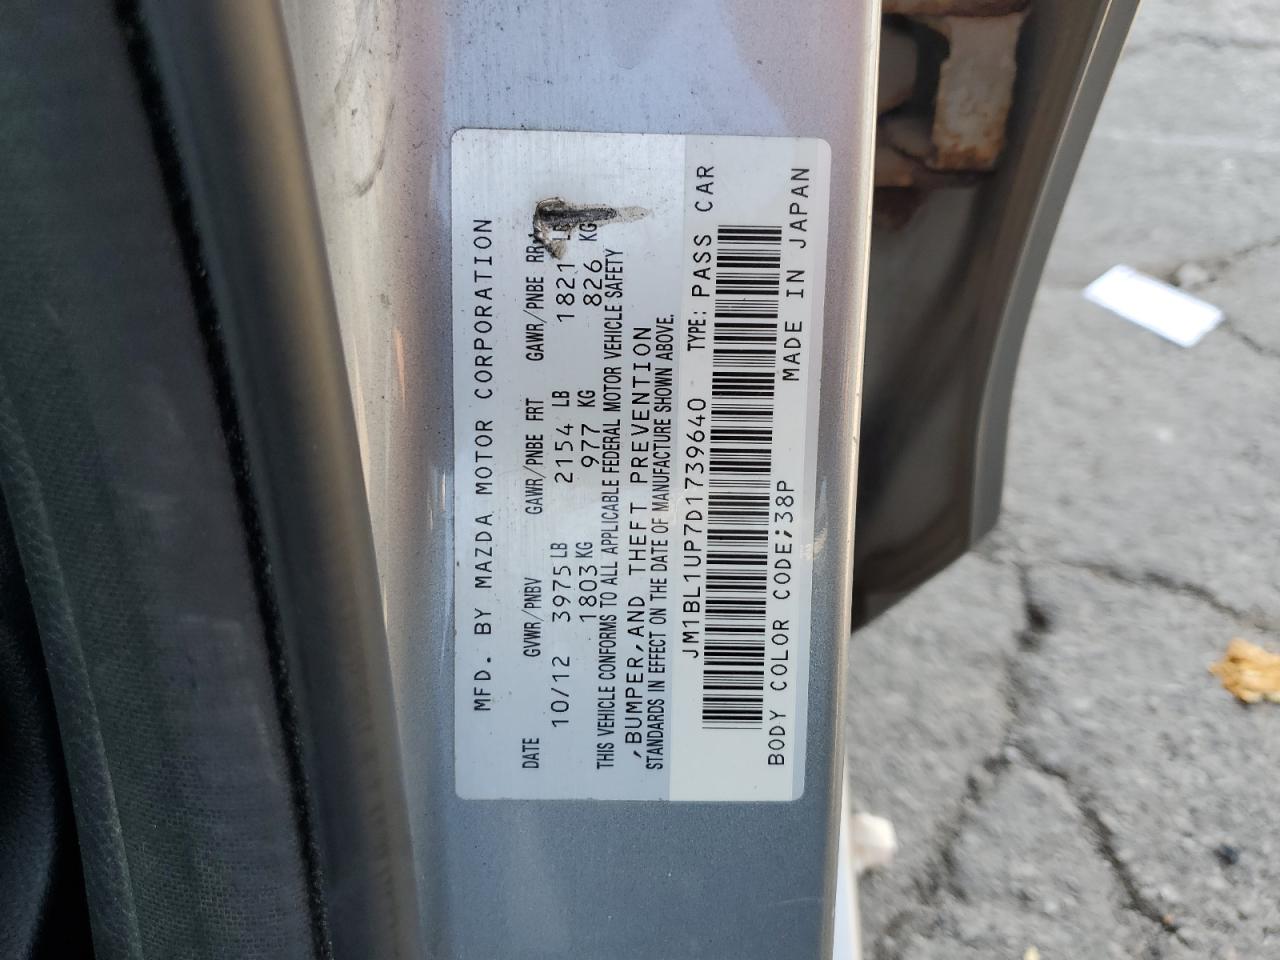 MFD. BY MAZDA MOTOR CORPORATION
DATE GVWR/PNBV GAWR/PNBE FRT GAWR/PNBE RR
10/12 3975 LB 2154 LB 1821 LB
1803 KG 977 KG 826 KG
THIS VEHICLE CONFORMS TO ALL APPLICABLE FEDERAL MOTOR VEHICLE SAFETY
,BUMPER,AND THEFT PREVENTION
STANDARDS IN EFFECT ON THE DATE OF MANUFACTURE SHOWN ABOVE.
JM1BL1UP7D1739640 TYPE: PASS CAR
BODY COLOR CODE;38P MADE IN JAPAN